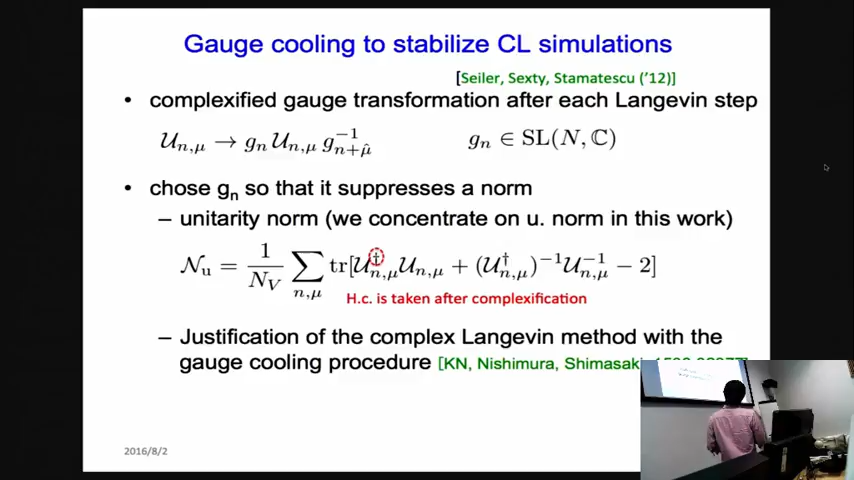 Gauge cooling to stabilize CL simulations
[Seiler, Sexty, Stamatescu ('12)]
• complexified gauge transformation after each Langevin step
𝒰ₙ,μ → gₙ 𝒰ₙ,μ g⁻¹ₙ₊μ̂    gₙ ∈ SL(N, ℂ)
• chose gₙ so that it suppresses a norm
– unitarity norm (we concentrate on u. norm in this work)
𝒩ᵤ = 1/N_V ∑ₙ,μ tr[𝒰†ₙ,μ𝒰ₙ,μ + (𝒰†ₙ,μ)⁻¹𝒰⁻¹ₙ,μ − 2]
H.c. is taken after complexification
– Justification of the complex Langevin method with the
gauge cooling procedure [KN, Nishimura, Shimasaki
2016/8/2